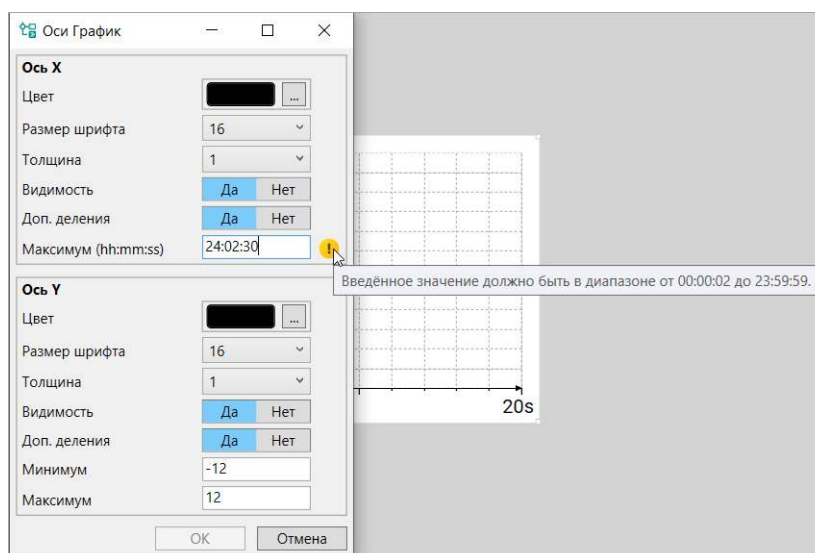 Оси График
Ось X
Цвет ...
Размер шрифта 16
Толщина 1
Видимость Да Нет
Доп. деления Да Нет
Максимум (hh:mm:ss) 24:02:30 !
Введённое значение должно быть в диапазоне от 00:00:02 до 23:59:59.
Ось Y
Цвет ...
Размер шрифта 16
Толщина 1
Видимость Да Нет
20s
Доп. деления Да Нет
Минимум -12
Максимум 12
OK Отмена